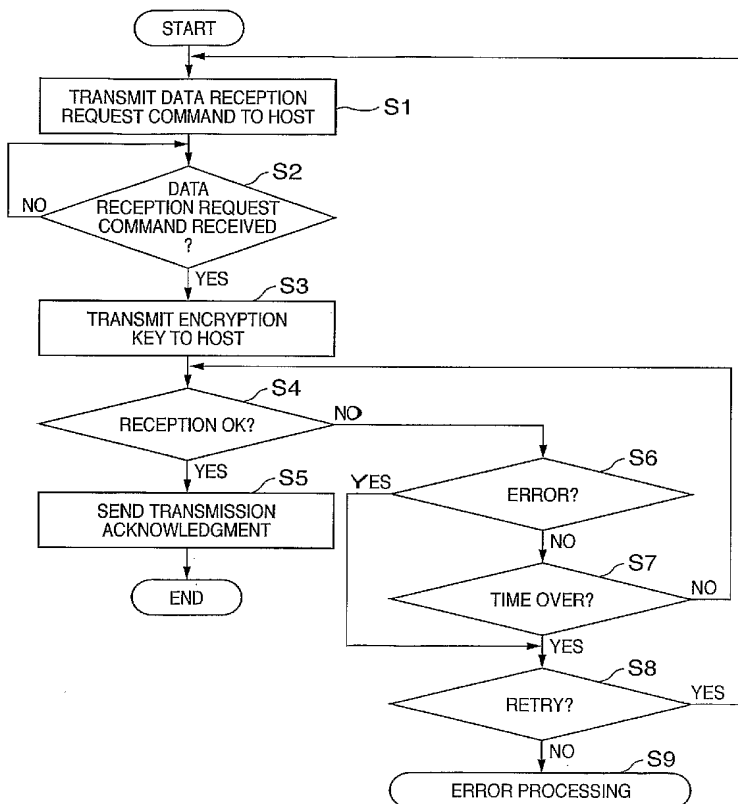 START
TRANSMIT DATA RECEPTION
REQUEST COMMAND TO HOST
S1
S2
DATA
RECEPTION REQUEST
COMMAND RECEIVED
?
NO
YES
S3
TRANSMIT ENCRYPTION
KEY TO HOST
S4
RECEPTION OK?
NO
YES
S5
SEND TRANSMISSION
ACKNOWLEDGMENT
END
S6
YES
ERROR?
NO
S7
TIME OVER?
NO
YES
S8
RETRY?
YES
NO
S9
ERROR PROCESSING